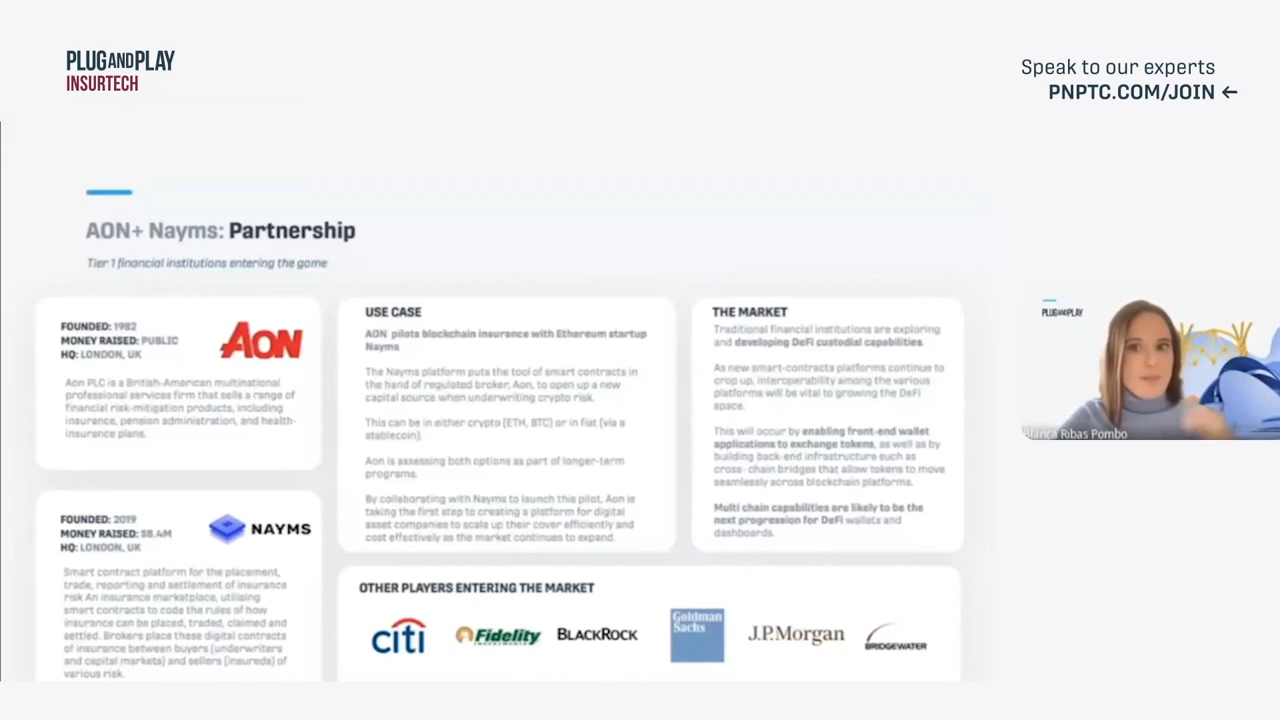 PLUGANDPLAY
INSURTECH
Speak to our experts
PNPTC.COM/JOIN ←
AON+ Nayms: Partnership
Tier 1 financial institutions entering the game
FOUNDED: 1982
MONEY RAISED: PUBLIC
HQ: LONDON, UK
AON
Aon PLC is a British-American multinational
professional services firm that sells a range of
financial risk-mitigation products, including
insurance, pension administration, and health-
insurance plans.
FOUNDED: 2019
MONEY RAISED: $8.4M
HQ: LONDON, UK
NAYMS
Smart contract platform for the placement,
trade, reporting and settlement of insurance
risk An insurance marketplace, utilising
smart contracts to code the rules of how
insurance can be placed, traded, claimed and
settled. Brokers place these digital contracts
of insurance between buyers (underwriters
and capital markets) and sellers (insureds) of
various risk.
USE CASE
AON pilots blockchain insurance with Ethereum startup
Nayms
The Nayms platform puts the tool of smart contracts in
the hand of regulated broker, Aon, to open up a new
capital source when underwriting crypto risk.
This can be in either crypto (ETH, BTC) or in fiat (via a
stablecoin).
Aon is assessing both options as part of longer-term
programs.
By collaborating with Nayms to launch this pilot, Aon is
taking the first step to creating a platform for digital
asset companies to scale up their cover efficiently and
cost effectively as the market continues to expand.
THE MARKET
Traditional financial institutions are exploring
and developing DeFi custodial capabilities.
As new smart-contracts platforms continue to
crop up, interoperability among the various
platforms will be vital to growing the DeFi
space.
This will occur by enabling front-end wallet
applications to exchange tokens, as well as by
building back-end infrastructure such as
cross- chain bridges that allow tokens to move
seamlessly across blockchain platforms.
Multi chain capabilities are likely to be the
next progression for DeFi wallets and
dashboards.
OTHER PLAYERS ENTERING THE MARKET
citi
Fidelity
INVESTMENTS
BLACKROCK
Goldman
Sachs
J.P.Morgan
BRIDGEWATER
PLUGANDPLAY
Blanca Ribas Pombo